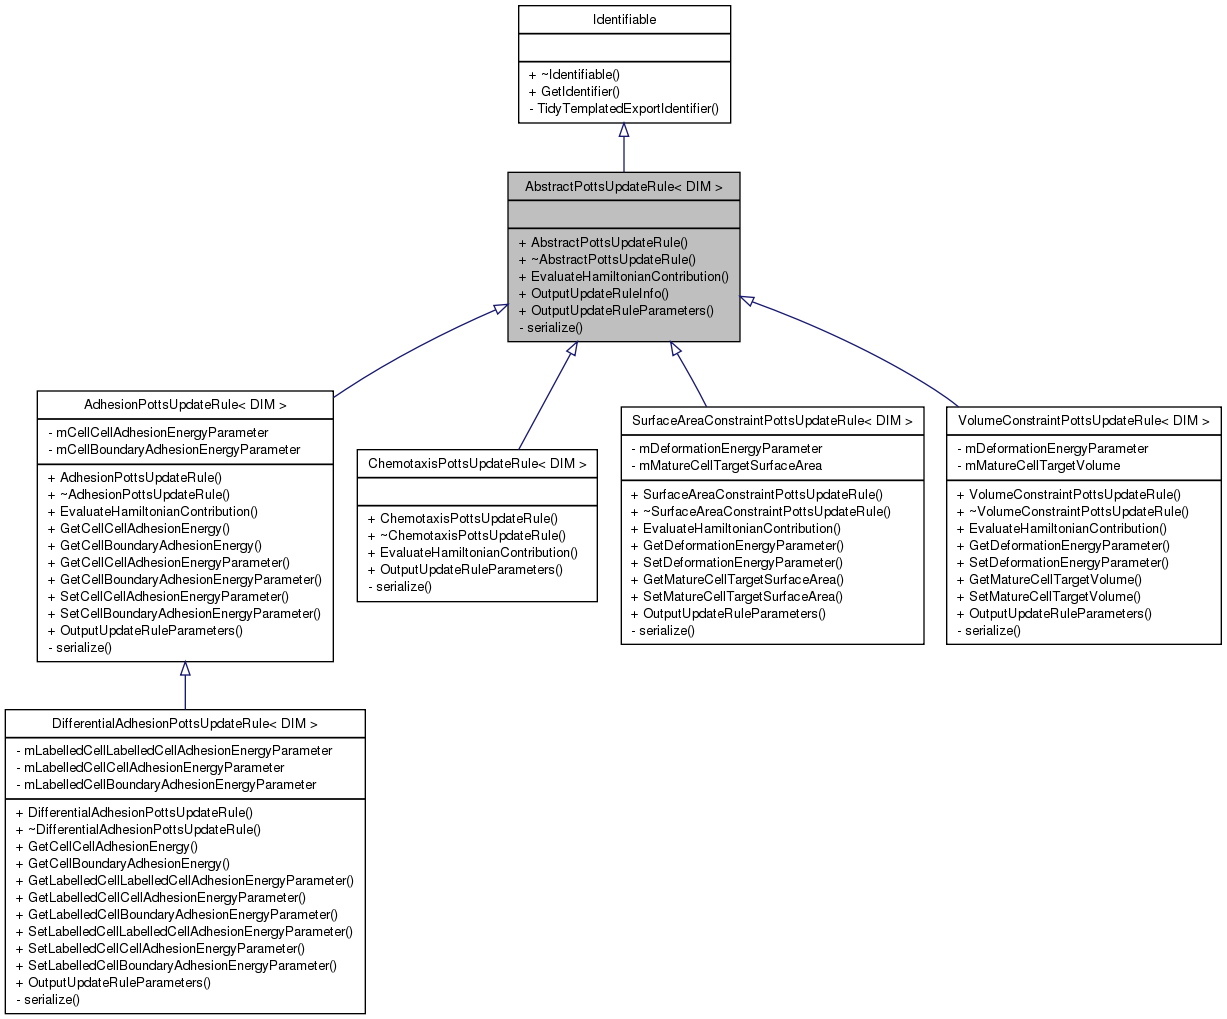 Identifiable
+ ~Identifiable()
+ GetIdentifier()
- TidyTemplatedExportIdentifier()
AbstractPottsUpdateRule< DIM >
+ AbstractPottsUpdateRule()
+ ~AbstractPottsUpdateRule()
+ EvaluateHamiltonianContribution()
+ OutputUpdateRuleInfo()
+ OutputUpdateRuleParameters()
- serialize()
AdhesionPottsUpdateRule< DIM >
- mCellCellAdhesionEnergyParameter
- mCellBoundaryAdhesionEnergyParameter
+ AdhesionPottsUpdateRule()
+ ~AdhesionPottsUpdateRule()
+ EvaluateHamiltonianContribution()
+ GetCellCellAdhesionEnergy()
+ GetCellBoundaryAdhesionEnergy()
+ GetCellCellAdhesionEnergyParameter()
+ GetCellBoundaryAdhesionEnergyParameter()
+ SetCellCellAdhesionEnergyParameter()
+ SetCellBoundaryAdhesionEnergyParameter()
+ OutputUpdateRuleParameters()
- serialize()
ChemotaxisPottsUpdateRule< DIM >
+ ChemotaxisPottsUpdateRule()
+ ~ChemotaxisPottsUpdateRule()
+ EvaluateHamiltonianContribution()
+ OutputUpdateRuleParameters()
- serialize()
SurfaceAreaConstraintPottsUpdateRule< DIM >
- mDeformationEnergyParameter
- mMatureCellTargetSurfaceArea
+ SurfaceAreaConstraintPottsUpdateRule()
+ ~SurfaceAreaConstraintPottsUpdateRule()
+ EvaluateHamiltonianContribution()
+ GetDeformationEnergyParameter()
+ SetDeformationEnergyParameter()
+ GetMatureCellTargetSurfaceArea()
+ SetMatureCellTargetSurfaceArea()
+ OutputUpdateRuleParameters()
- serialize()
VolumeConstraintPottsUpdateRule< DIM >
- mDeformationEnergyParameter
- mMatureCellTargetVolume
+ VolumeConstraintPottsUpdateRule()
+ ~VolumeConstraintPottsUpdateRule()
+ EvaluateHamiltonianContribution()
+ GetDeformationEnergyParameter()
+ SetDeformationEnergyParameter()
+ GetMatureCellTargetVolume()
+ SetMatureCellTargetVolume()
+ OutputUpdateRuleParameters()
- serialize()
DifferentialAdhesionPottsUpdateRule< DIM >
- mLabelledCellLabelledCellAdhesionEnergyParameter
- mLabelledCellCellAdhesionEnergyParameter
- mLabelledCellBoundaryAdhesionEnergyParameter
+ DifferentialAdhesionPottsUpdateRule()
+ ~DifferentialAdhesionPottsUpdateRule()
+ GetCellCellAdhesionEnergy()
+ GetCellBoundaryAdhesionEnergy()
+ GetLabelledCellLabelledCellAdhesionEnergyParameter()
+ GetLabelledCellCellAdhesionEnergyParameter()
+ GetLabelledCellBoundaryAdhesionEnergyParameter()
+ SetLabelledCellLabelledCellAdhesionEnergyParameter()
+ SetLabelledCellCellAdhesionEnergyParameter()
+ SetLabelledCellBoundaryAdhesionEnergyParameter()
+ OutputUpdateRuleParameters()
- serialize()